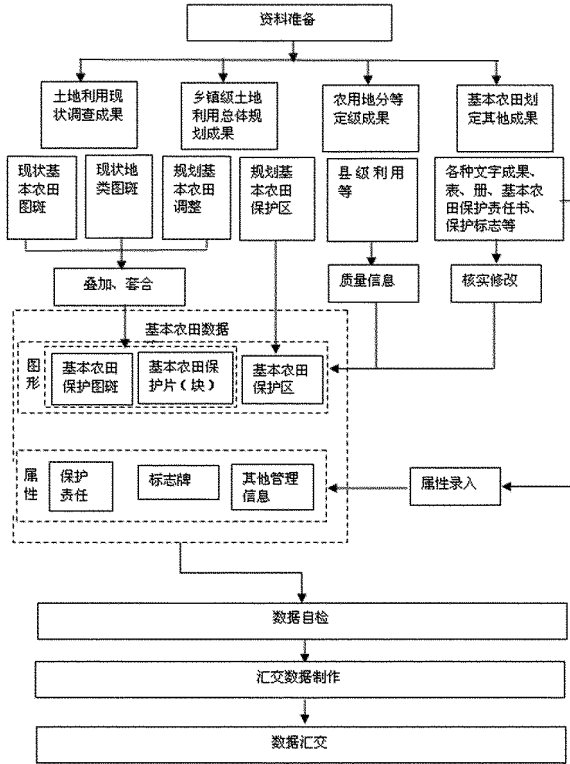 资料准备
土地利用现
状调查成果
乡镇级土地
利用总体规
划成果
农用地分等
定级成果
基本农田划
定其他成果
现状基
本农田
图斑
现状地
类图斑
规划基
本农田
调整
规划基
本农田
保护区
县级利用
等
各种文字成果、
表、册、基本农
田保护责任书、
保护标志等
叠加、套合
质量信息
核实修改
基本农田数据
图
形
基本农田
保护图斑
基本农田保
护片（块）
基本农田
保护区
属
性
保护
责任
标志牌
其他管理
信息
属性录入
数据自检
汇交数据制作
数据汇交